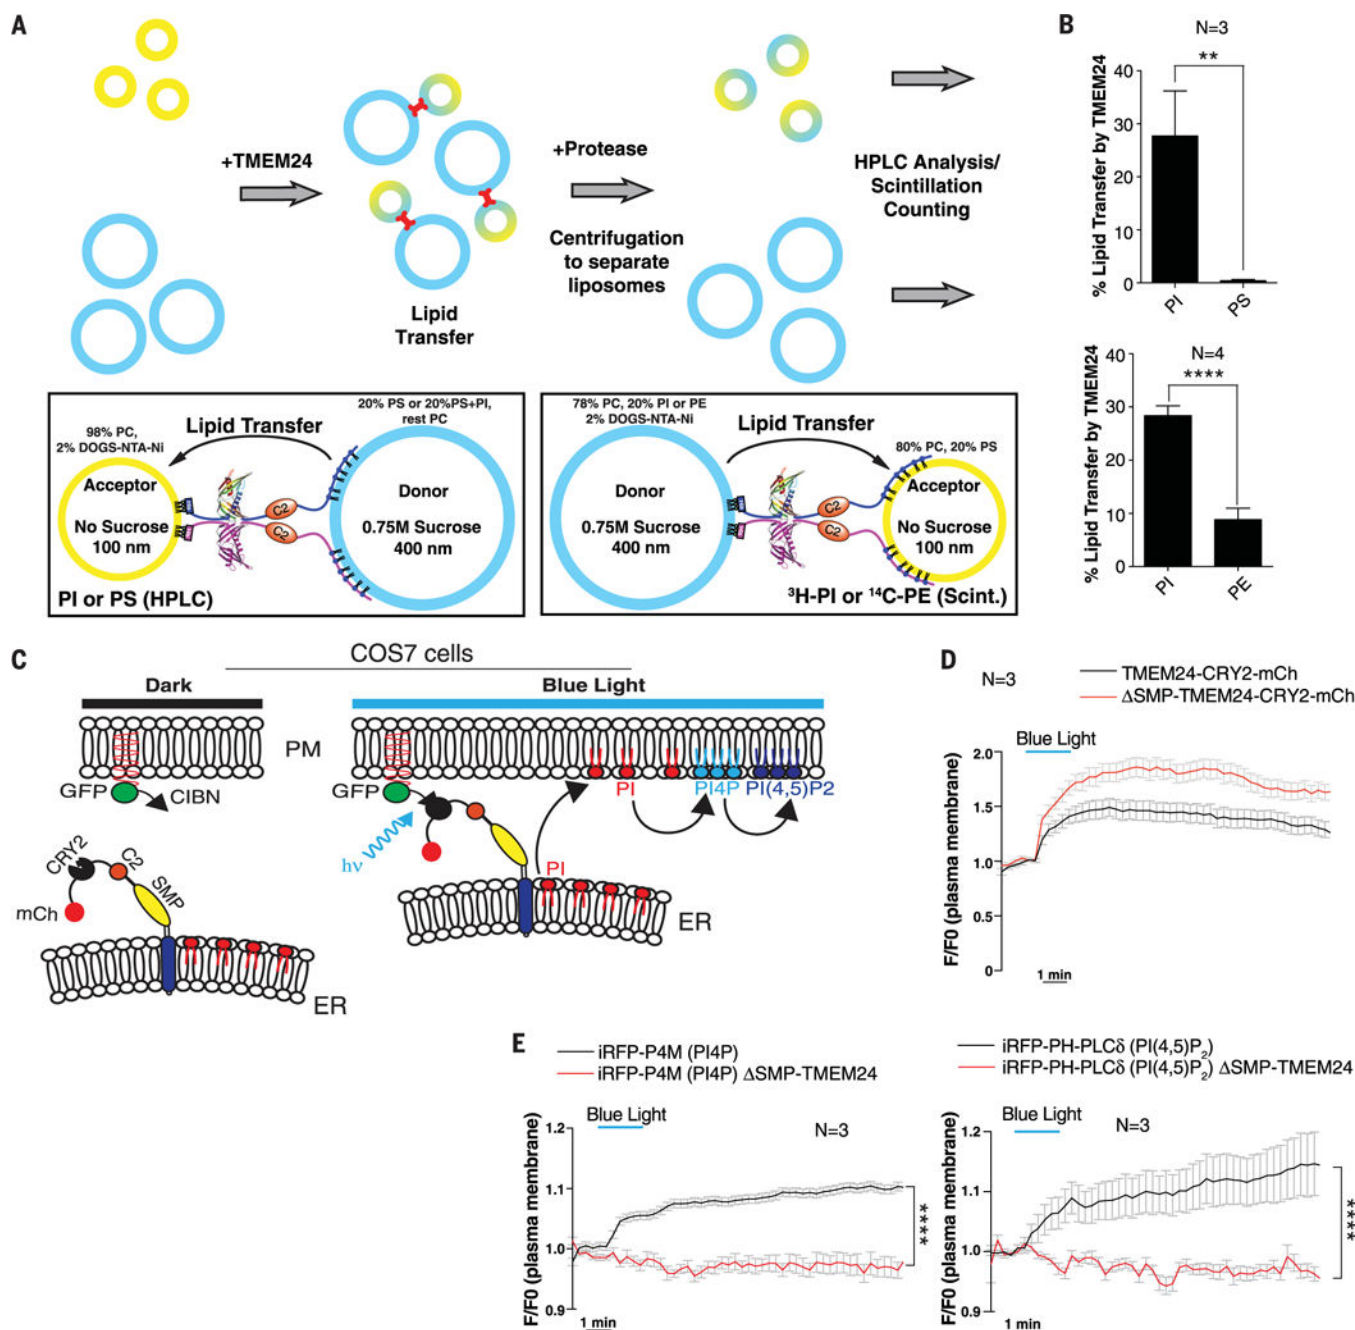 A
+TMEM24
Lipid
Transfer
+Protease
Centrifugation
to separate
liposomes
HPLC Analysis/
Scintillation
Counting
98% PC,
2% DOGS-NTA-Ni
Lipid Transfer
20% PS or 20%PS+PI,
rest PC
Acceptor
No Sucrose
100 nm
C2
C2
Donor
0.75M Sucrose
400 nm
PI or PS (HPLC)
78% PC, 20% PI or PE
2% DOGS-NTA-Ni
Lipid Transfer
80% PC, 20% PS
Donor
0.75M Sucrose
400 nm
C2
C2
Acceptor
No Sucrose
100 nm
³H-PI or ¹⁴C-PE (Scint.)
B
N=3
**
% Lipid Transfer by TMEM24
40
30
20
10
0
PI
PS
N=4
****
% Lipid Transfer by TMEM24
40
30
20
10
0
PI
PE
C
COS7 cells
Dark
Blue Light
PM
GFP
CIBN
CRY2
C2
SMP
mCh
ER
GFP
hν
PI
PI4P
PI(4,5)P2
PI
ER
D
N=3
TMEM24-CRY2-mCh
ΔSMP-TMEM24-CRY2-mCh
Blue Light
F/F0 (plasma membrane)
2.0
1.5
1.0
0.5
0
1 min
E
iRFP-P4M (PI4P)
iRFP-P4M (PI4P) ΔSMP-TMEM24
Blue Light
N=3
F/F0 (plasma membrane)
1.2
1.1
1.0
0.9
1 min
****
iRFP-PH-PLCδ (PI(4,5)P₂)
iRFP-PH-PLCδ (PI(4,5)P₂) ΔSMP-TMEM24
Blue Light
N=3
F/F0 (plasma membrane)
1.2
1.1
1.0
0.9
1 min
****